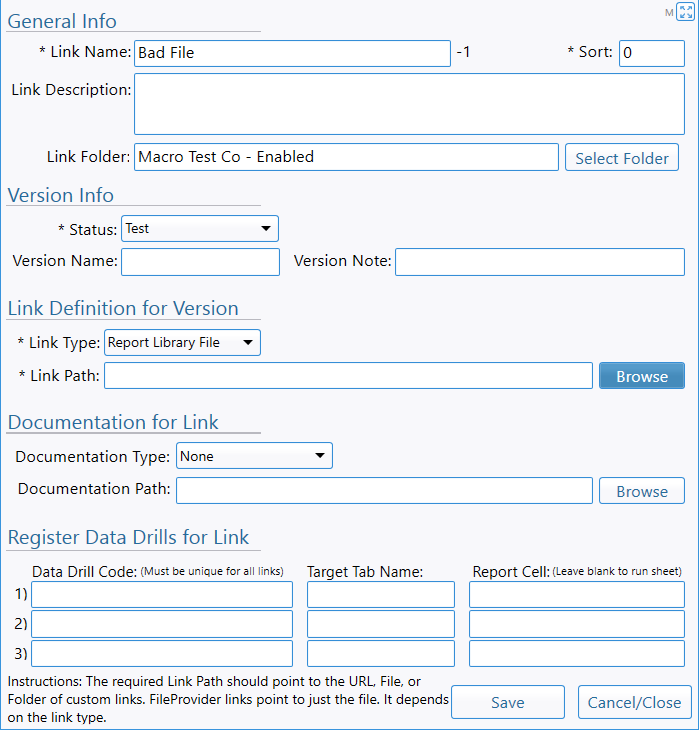 General Info
M
* Link Name: Bad File -1 * Sort: 0
Link Description:
Link Folder: Macro Test Co - Enabled Select Folder
Version Info
* Status: Test
Version Name: Version Note:
Link Definition for Version
* Link Type: Report Library File
* Link Path: Browse
Documentation for Link
Documentation Type: None
Documentation Path: Browse
Register Data Drills for Link
Data Drill Code: (Must be unique for all links) Target Tab Name: Report Cell: (Leave blank to run sheet)
1)
2)
3)
Instructions: The required Link Path should point to the URL, File, or
Folder of custom links. FileProvider links point to just the file. It depends
on the link type.
Save Cancel/Close